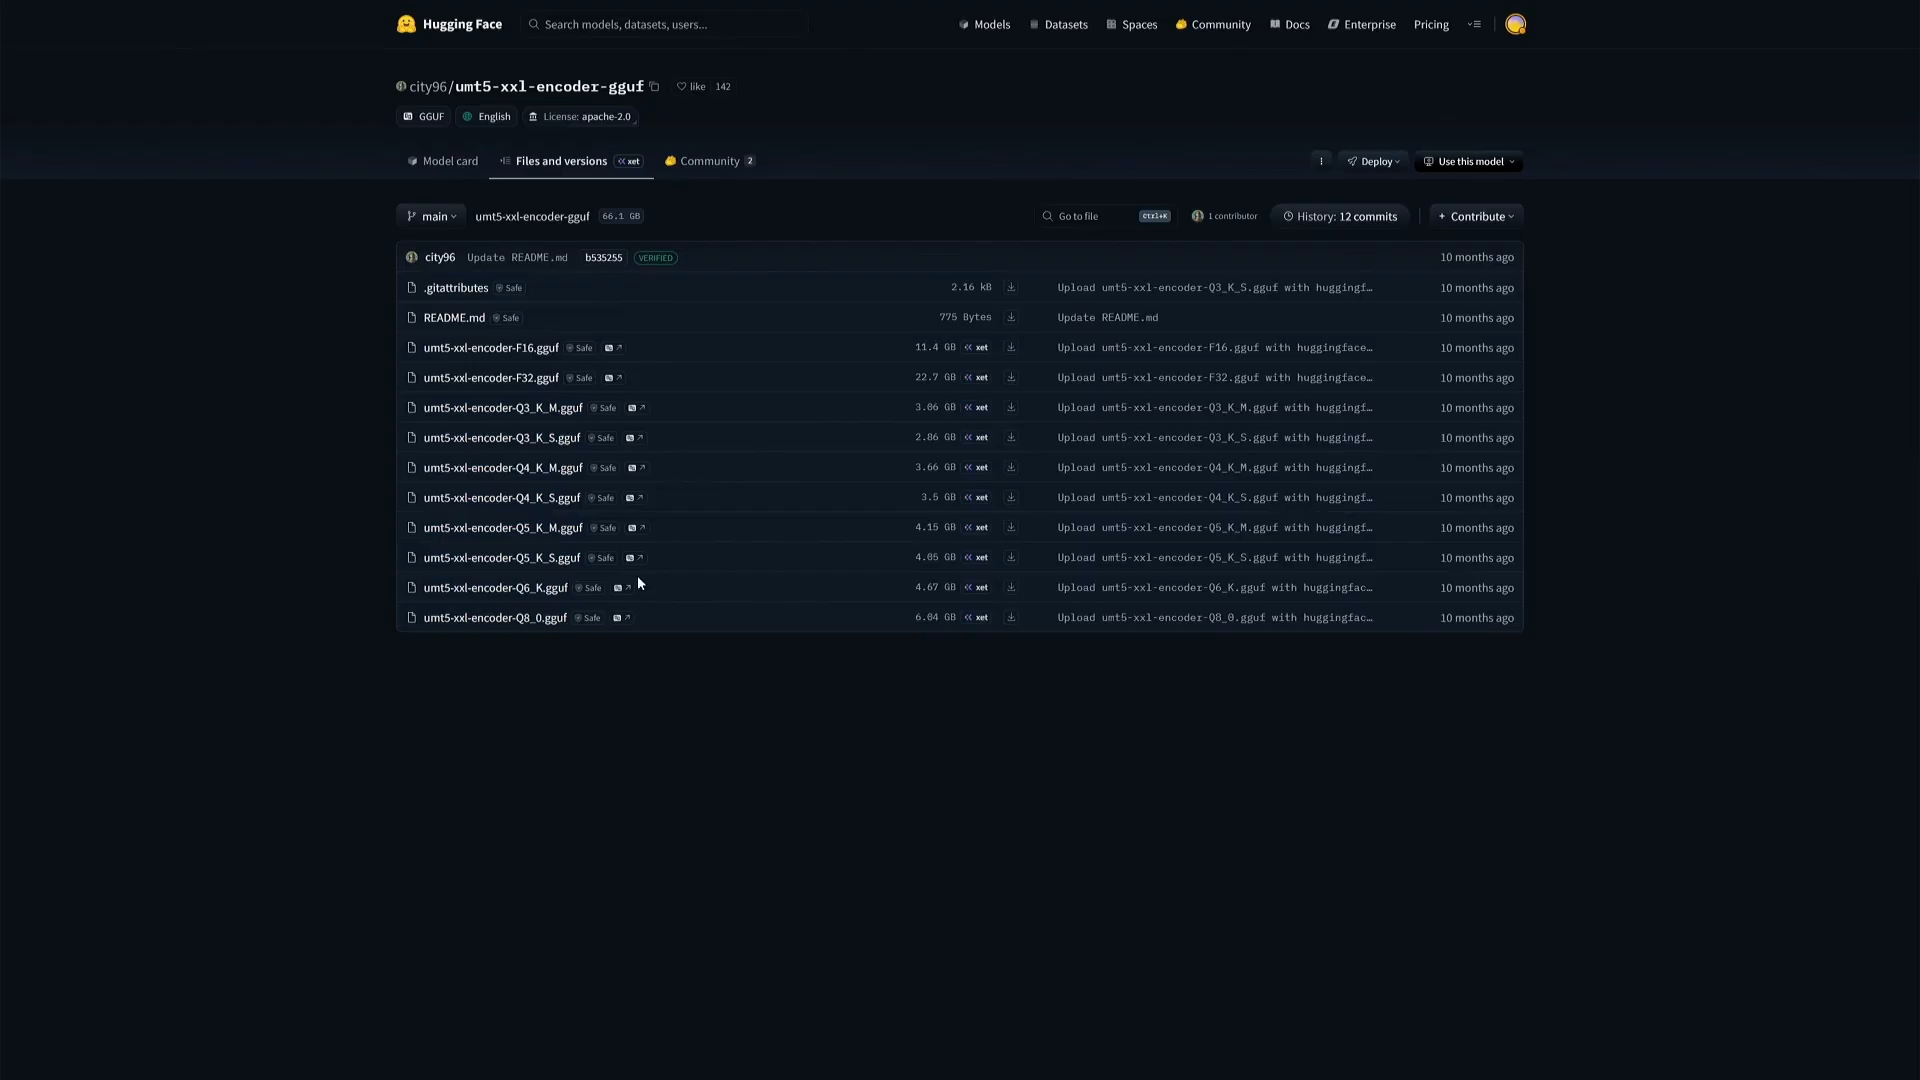 Hugging Face Search models, datasets, users... Models Datasets Spaces Community Docs Enterprise Pricing
city96/umt5-xxl-encoder-gguf like 142
GGUF English License: apache-2.0
Model card Files and versions xet Community 2 Deploy Use this model
main umt5-xxl-encoder-gguf 66.1 GB Go to file Ctrl+K 1 contributor History: 12 commits + Contribute
city96 Update README.md b535255 VERIFIED 10 months ago
.gitattributes Safe 2.16 kB Upload umt5-xxl-encoder-Q3_K_S.gguf with huggingf… 10 months ago
README.md Safe 775 Bytes Update README.md 10 months ago
umt5-xxl-encoder-F16.gguf Safe 11.4 GB xet Upload umt5-xxl-encoder-F16.gguf with huggingface… 10 months ago
umt5-xxl-encoder-F32.gguf Safe 22.7 GB xet Upload umt5-xxl-encoder-F32.gguf with huggingface… 10 months ago
umt5-xxl-encoder-Q3_K_M.gguf Safe 3.06 GB xet Upload umt5-xxl-encoder-Q3_K_M.gguf with huggingf… 10 months ago
umt5-xxl-encoder-Q3_K_S.gguf Safe 2.86 GB xet Upload umt5-xxl-encoder-Q3_K_S.gguf with huggingf… 10 months ago
umt5-xxl-encoder-Q4_K_M.gguf Safe 3.66 GB xet Upload umt5-xxl-encoder-Q4_K_M.gguf with huggingf… 10 months ago
umt5-xxl-encoder-Q4_K_S.gguf Safe 3.5 GB xet Upload umt5-xxl-encoder-Q4_K_S.gguf with huggingf… 10 months ago
umt5-xxl-encoder-Q5_K_M.gguf Safe 4.15 GB xet Upload umt5-xxl-encoder-Q5_K_M.gguf with huggingf… 10 months ago
umt5-xxl-encoder-Q5_K_S.gguf Safe 4.05 GB xet Upload umt5-xxl-encoder-Q5_K_S.gguf with huggingf… 10 months ago
umt5-xxl-encoder-Q6_K.gguf Safe 4.67 GB xet Upload umt5-xxl-encoder-Q6_K.gguf with huggingfac… 10 months ago
umt5-xxl-encoder-Q8_0.gguf Safe 6.04 GB xet Upload umt5-xxl-encoder-Q8_0.gguf with huggingfac… 10 months ago